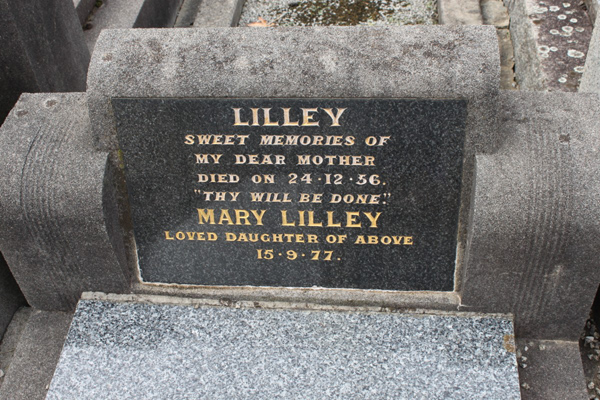 LILLEY
SWEET MEMORIES OF
MY DEAR MOTHER
DIED ON 24·12·56.
"THY WILL BE DONE."
MARY LILLEY
LOVED DAUGHTER OF ABOVE
15·9·77.